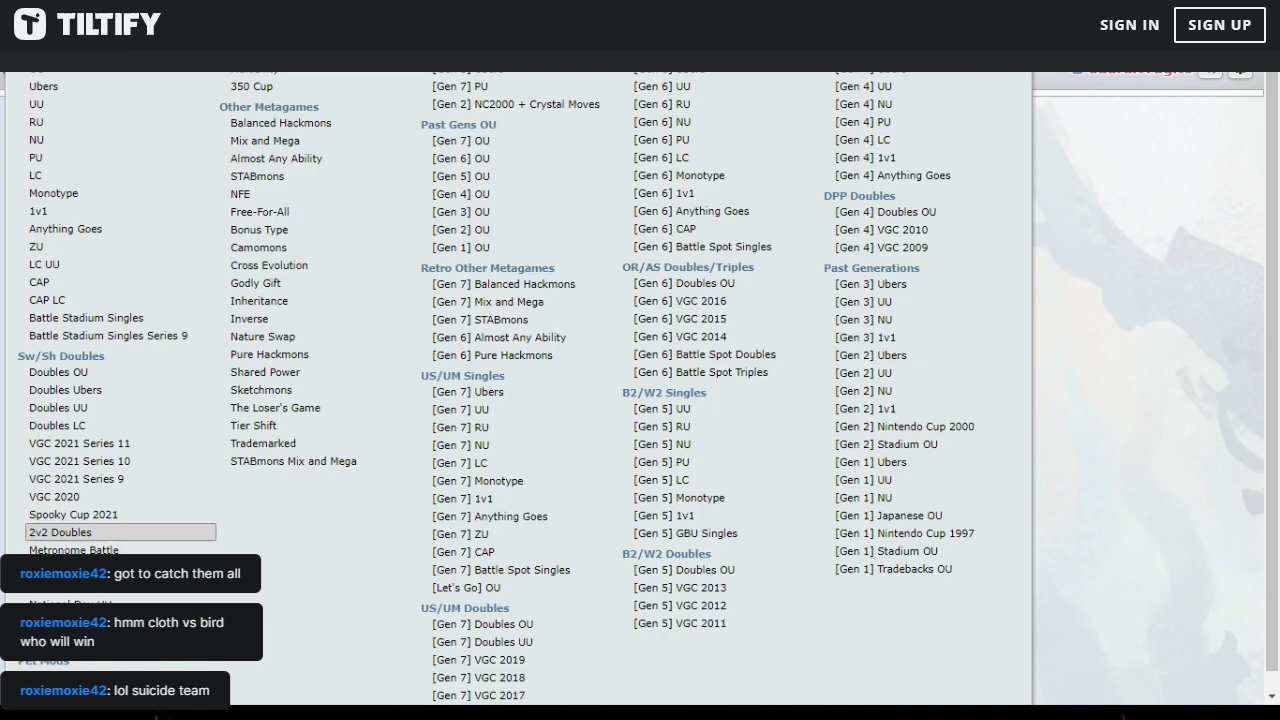 TILTIFY
SIGN IN
SIGN UP
Ubers
UU
RU
NU
PU
LC
Monotype
1v1
Anything Goes
ZU
LC UU
CAP
CAP LC
Battle Stadium Singles
Battle Stadium Singles Series 9
Sw/Sh Doubles
Doubles OU
Doubles Ubers
Doubles UU
Doubles LC
VGC 2021 Series 11
VGC 2021 Series 10
VGC 2021 Series 9
VGC 2020
Spooky Cup 2021
2v2 Doubles
Metronome Battle
Pet Mods
350 Cup
Other Metagames
Balanced Hackmons
Mix and Mega
Almost Any Ability
STABmons
NFE
Free-For-All
Bonus Type
Camomons
Cross Evolution
Godly Gift
Inheritance
Inverse
Nature Swap
Pure Hackmons
Shared Power
Sketchmons
The Loser's Game
Tier Shift
Trademarked
STABmons Mix and Mega
[Gen 7] PU
[Gen 2] NC2000 + Crystal Moves
Past Gens OU
[Gen 7] OU
[Gen 6] OU
[Gen 5] OU
[Gen 4] OU
[Gen 3] OU
[Gen 2] OU
[Gen 1] OU
Retro Other Metagames
[Gen 7] Balanced Hackmons
[Gen 7] Mix and Mega
[Gen 7] STABmons
[Gen 6] Almost Any Ability
[Gen 6] Pure Hackmons
US/UM Singles
[Gen 7] Ubers
[Gen 7] UU
[Gen 7] RU
[Gen 7] NU
[Gen 7] LC
[Gen 7] Monotype
[Gen 7] 1v1
[Gen 7] Anything Goes
[Gen 7] ZU
[Gen 7] CAP
[Gen 7] Battle Spot Singles
[Let's Go] OU
US/UM Doubles
[Gen 7] Doubles OU
[Gen 7] Doubles UU
[Gen 7] VGC 2019
[Gen 7] VGC 2018
[Gen 7] VGC 2017
[Gen 6] UU
[Gen 6] RU
[Gen 6] NU
[Gen 6] PU
[Gen 6] LC
[Gen 6] Monotype
[Gen 6] 1v1
[Gen 6] Anything Goes
[Gen 6] CAP
[Gen 6] Battle Spot Singles
OR/AS Doubles/Triples
[Gen 6] Doubles OU
[Gen 6] VGC 2016
[Gen 6] VGC 2015
[Gen 6] VGC 2014
[Gen 6] Battle Spot Doubles
[Gen 6] Battle Spot Triples
B2/W2 Singles
[Gen 5] UU
[Gen 5] RU
[Gen 5] NU
[Gen 5] PU
[Gen 5] LC
[Gen 5] Monotype
[Gen 5] 1v1
[Gen 5] GBU Singles
B2/W2 Doubles
[Gen 5] Doubles OU
[Gen 5] VGC 2013
[Gen 5] VGC 2012
[Gen 5] VGC 2011
[Gen 4] UU
[Gen 4] NU
[Gen 4] PU
[Gen 4] LC
[Gen 4] 1v1
[Gen 4] Anything Goes
DPP Doubles
[Gen 4] Doubles OU
[Gen 4] VGC 2010
[Gen 4] VGC 2009
Past Generations
[Gen 3] Ubers
[Gen 3] UU
[Gen 3] NU
[Gen 3] 1v1
[Gen 2] Ubers
[Gen 2] UU
[Gen 2] NU
[Gen 2] 1v1
[Gen 2] Nintendo Cup 2000
[Gen 2] Stadium OU
[Gen 1] Ubers
[Gen 1] UU
[Gen 1] NU
[Gen 1] Japanese OU
[Gen 1] Nintendo Cup 1997
[Gen 1] Stadium OU
[Gen 1] Tradebacks OU
roxiemoxie42: got to catch them all
roxiemoxie42: hmm cloth vs bird
who will win
roxiemoxie42: lol suicide team